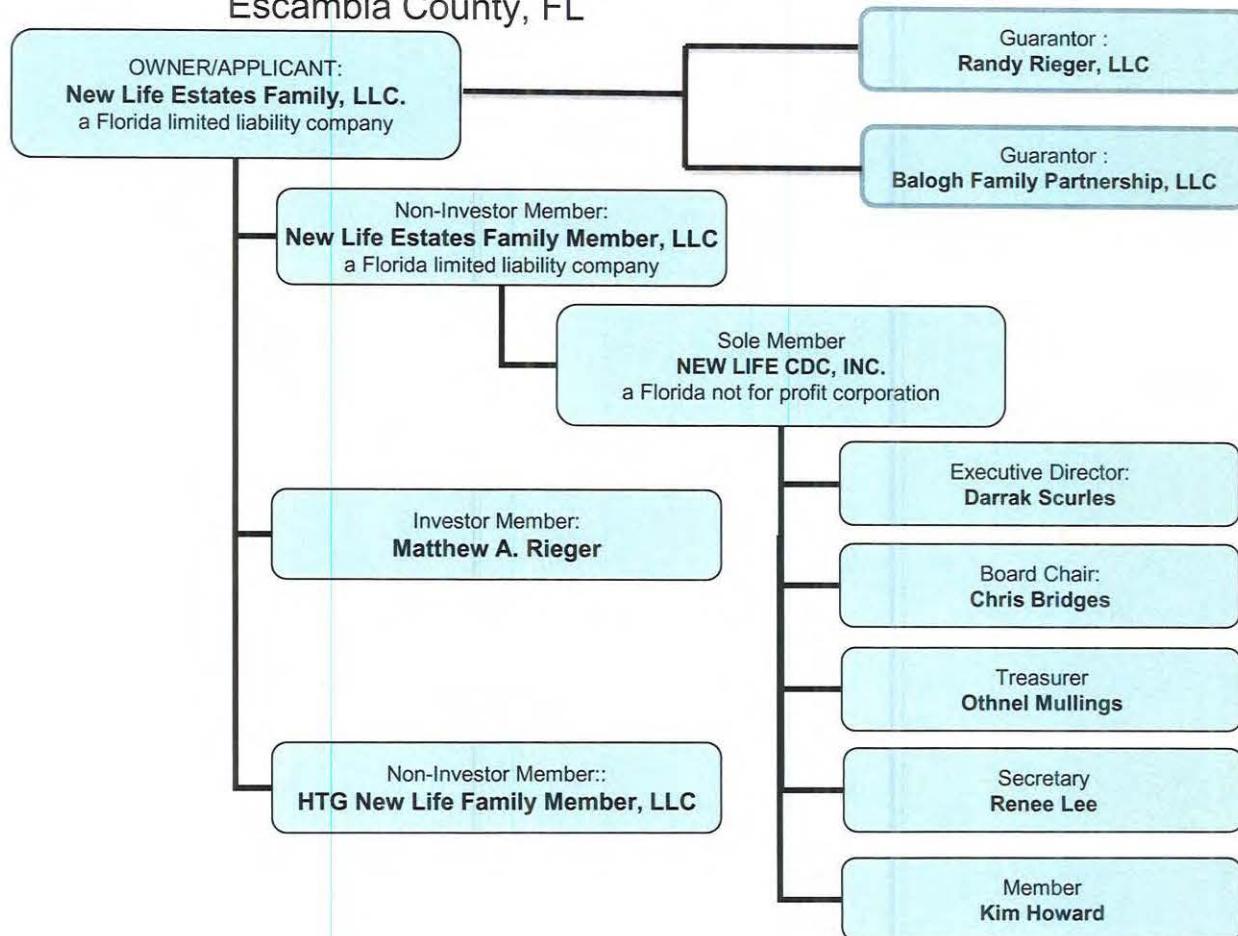 Escambia County, FL
OWNER/APPLICANT:
New Life Estates Family, LLC.
a Florida limited liability company
Guarantor :
Randy Rieger, LLC
Guarantor :
Balogh Family Partnership, LLC
Non-Investor Member:
New Life Estates Family Member, LLC
a Florida limited liability company
Sole Member
NEW LIFE CDC, INC.
a Florida not for profit corporation
Executive Director:
Darrak Scurles
Investor Member:
Matthew A. Rieger
Board Chair:
Chris Bridges
Treasurer
Othnel Mullings
Non-Investor Member::
HTG New Life Family Member, LLC
Secretary
Renee Lee
Member
Kim Howard